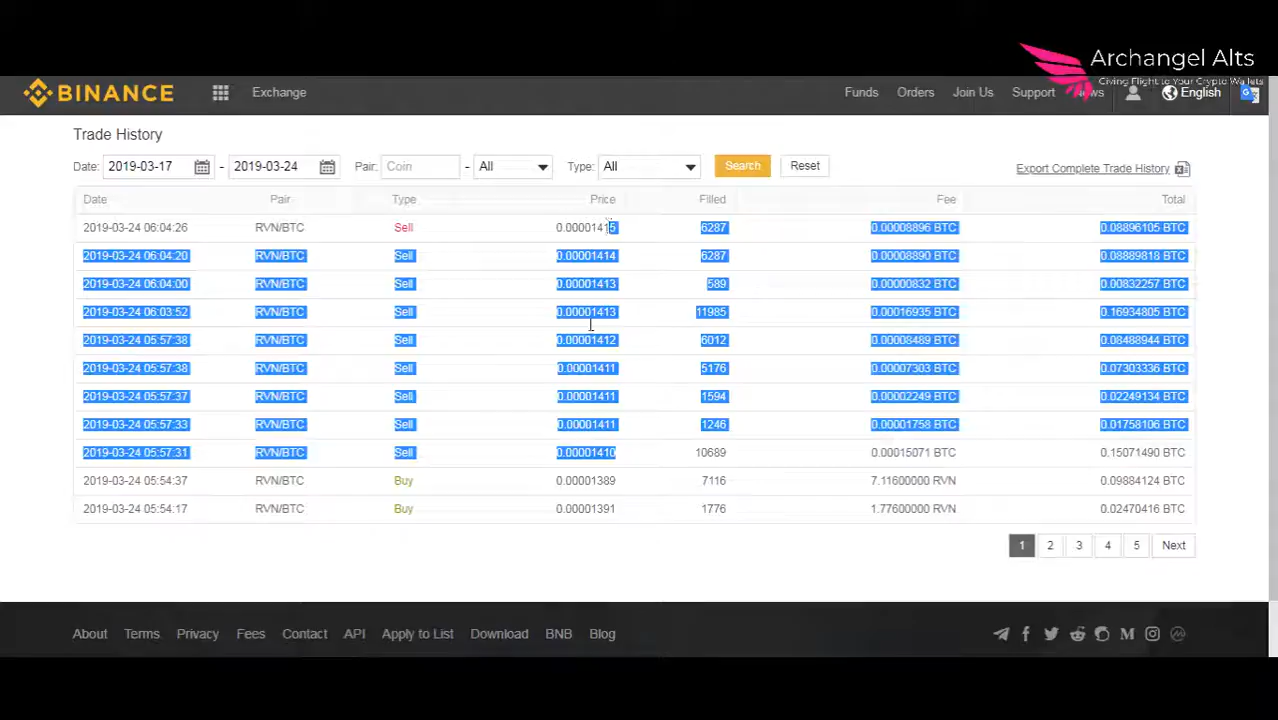 Archangel Alts
Giving Flight to Your Crypto Wallets
BINANCE Exchange Funds Orders Join Us Support News English
Trade History
Date: 2019-03-17 - 2019-03-24 Pair: Coin - All Type: All Search Reset Export Complete Trade History
Date Pair Type Price Filled Fee Total
2019-03-24 06:04:26 RVN/BTC Sell 0.00001415 6287 0.00008896 BTC 0.08896105 BTC
2019-03-24 06:04:20 RVN/BTC Sell 0.00001414 6287 0.00008890 BTC 0.08889818 BTC
2019-03-24 06:04:00 RVN/BTC Sell 0.00001413 589 0.00000832 BTC 0.00832257 BTC
2019-03-24 06:03:52 RVN/BTC Sell 0.00001413 11985 0.00016935 BTC 0.16934805 BTC
2019-03-24 05:57:38 RVN/BTC Sell 0.00001412 6012 0.00008489 BTC 0.08488944 BTC
2019-03-24 05:57:38 RVN/BTC Sell 0.00001411 5176 0.00007303 BTC 0.07303336 BTC
2019-03-24 05:57:37 RVN/BTC Sell 0.00001411 1594 0.00002249 BTC 0.02249134 BTC
2019-03-24 05:57:33 RVN/BTC Sell 0.00001411 1246 0.00001758 BTC 0.01758106 BTC
2019-03-24 05:57:31 RVN/BTC Sell 0.00001410 10689 0.00015071 BTC 0.15071490 BTC
2019-03-24 05:54:37 RVN/BTC Buy 0.00001389 7116 7.11600000 RVN 0.09884124 BTC
2019-03-24 05:54:17 RVN/BTC Buy 0.00001391 1776 1.77600000 RVN 0.02470416 BTC
1 2 3 4 5 Next
About Terms Privacy Fees Contact API Apply to List Download BNB Blog